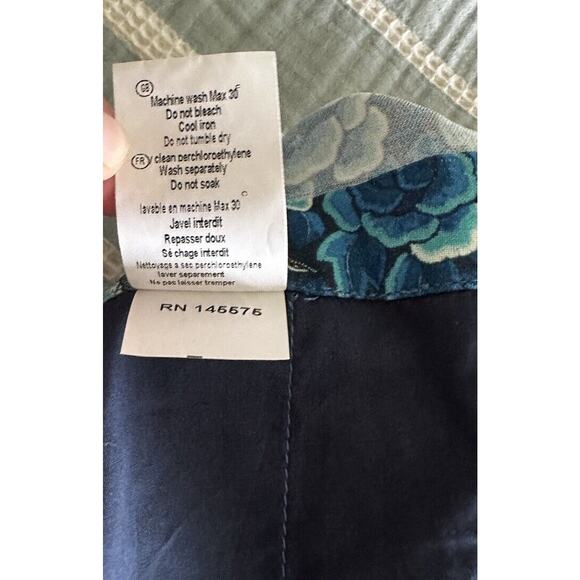 GB
Machine wash Max 30°c
Do not bleach
Cool iron
Do not tumble dry
FR y clean perchloroethylene
Wash separately
Do not soak
lavable en machine Max 30°c
Javel interdit
Repasser doux
Sé chage interdit
Nettoyage a sec perchloroethylene
laver separement
Ne pas laisser tremper
RN 145575